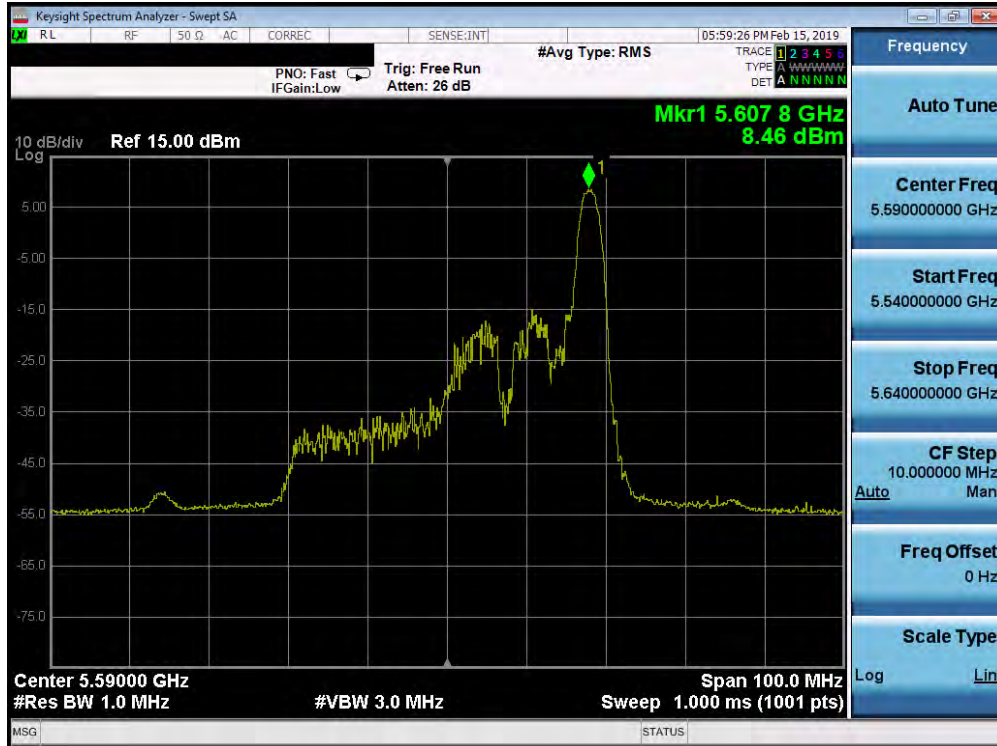 Keysight Spectrum Analyzer - Swept SA
LXI RL RF 50 Ω AC CORREC SENSE:INT 05:59:26 PM Feb 15, 2019
#Avg Type: RMS
TRACE 1 2 3 4 5 6
TYPE A WWWWW
DET A N N N N N
PNO: Fast Trig: Free Run
IFGain:Low Atten: 26 dB
Mkr1 5.607 8 GHz
8.46 dBm
10 dB/div Ref 15.00 dBm
Log
1
5.00
-5.00
-15.0
-25.0
-35.0
-45.0
-55.0
-65.0
-75.0
Center 5.59000 GHz Span 100.0 MHz
#Res BW 1.0 MHz #VBW 3.0 MHz Sweep 1.000 ms (1001 pts)
MSG STATUS
Frequency
Auto Tune
Center Freq
5.590000000 GHz
Start Freq
5.540000000 GHz
Stop Freq
5.640000000 GHz
CF Step
10.000000 MHz
Auto Man
Freq Offset
0 Hz
Scale Type
Log Lin